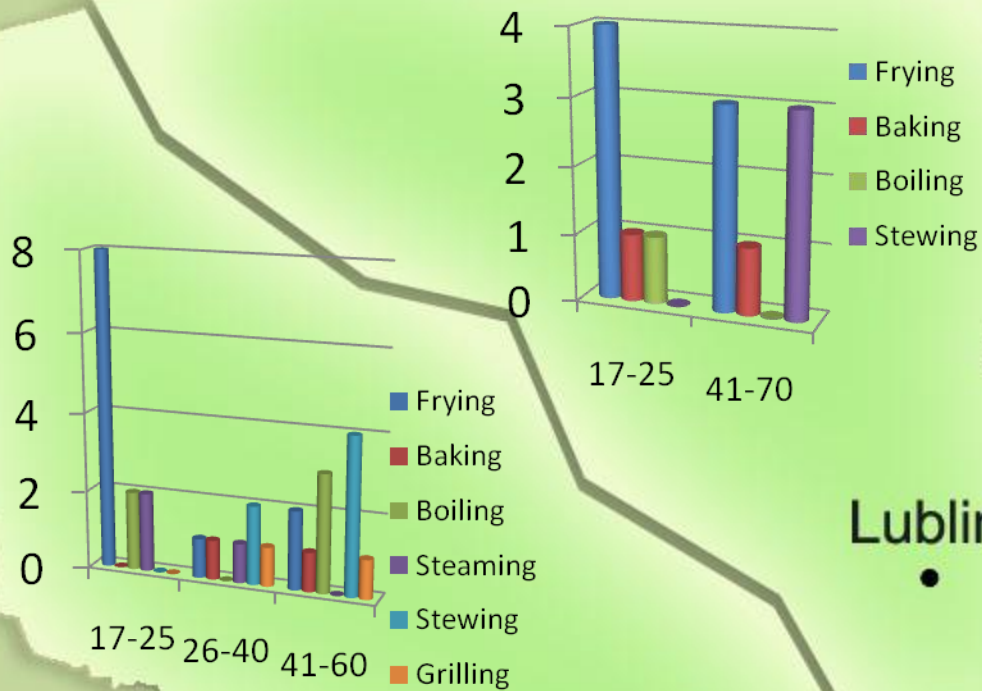 4
3
2
1
0
17-25 41-70
Frying
Baking
Boiling
Stewing
8
6
4
2
0
17-25 26-40 41-60
Frying
Baking
Boiling
Steaming
Stewing
Grilling
Lublin